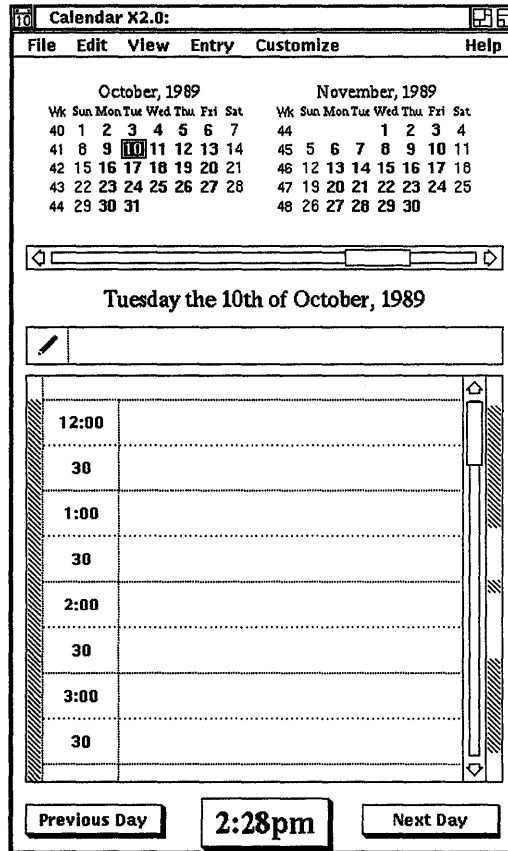 10 Calendar X2.0:
File Edit View Entry Customize Help
October, 1989
Wk Sun Mon Tue Wed Thu Fri Sat
40 1 2 3 4 5 6 7
41 8 9 10 11 12 13 14
42 15 16 17 18 19 20 21
43 22 23 24 25 26 27 28
44 29 30 31
November, 1989
Wk Sun Mon Tue Wed Thu Fri Sat
44 1 2 3 4
45 5 6 7 8 9 10 11
46 12 13 14 15 16 17 18
47 19 20 21 22 23 24 25
48 26 27 28 29 30
Tuesday the 10th of October, 1989
12:00
30
1:00
30
2:00
30
3:00
30
Previous Day 2:28pm Next Day